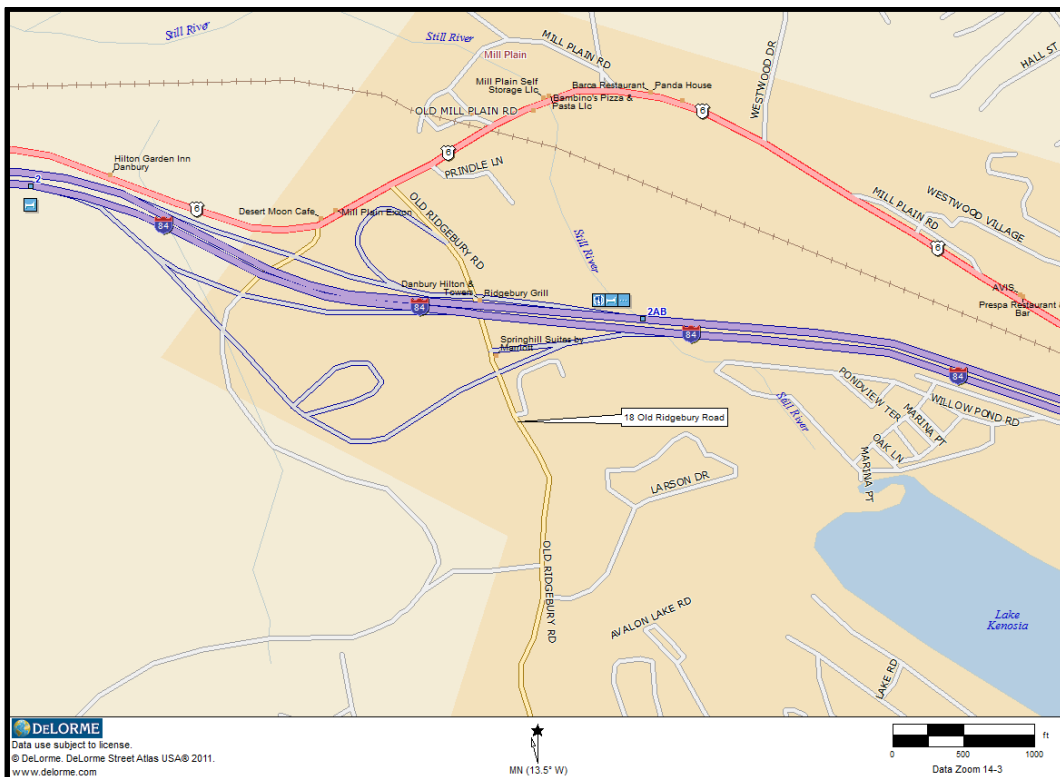 Still River
Still River
MILL PLAIN RD
Mill Plain
WESTWOOD DR
HALL ST
Mill Plain Self
Storage Llc
Barca Restaurant
Panda House
Bambino's Pizza &
Pasta Llc
OLD MILL PLAIN RD
6
6
Hilton Garden Inn
Danbury
PRINDLE LN
2
6
Desert Moon Cafe
Mill Plain Exxon
OLD RIDGEBURY RD
MILL PLAIN RD
WESTWOOD VILLAGE
84
Still River
6
Danbury Hilton &
Towers
Ridgebury Grill
84
2AB
84
AVIS
Prespa Restaurant &
Bar
Springhill Suites by
Marriott
84
PONDVIEW TER
WILLOW POND RD
MARINA PT
18 Old Ridgebury Road
Still River
OAK LN
MARINA PT
LARSON DR
OLD RIDGEBURY RD
AVALON LAKE RD
Lake
Kenosia
LAKE RD
DELORME
Data use subject to license.
© DeLorme. DeLorme Street Atlas USA® 2011.
www.delorme.com
MN (13.5° W)
ft
0 500 1000
Data Zoom 14-3